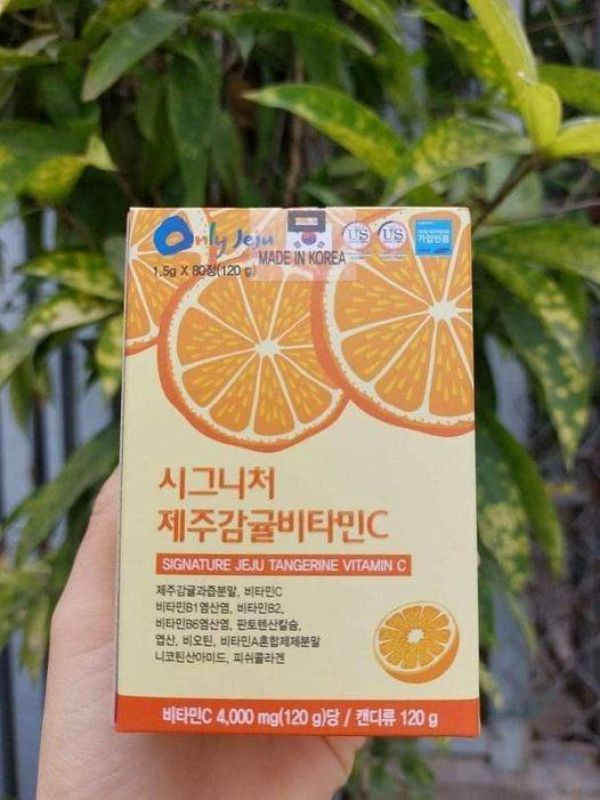 Only Jeju
1.5g X 80정(120 g)
MADE IN KOREA
US US
시그니처
제주감귤비타민C
SIGNATURE JEJU TANGERINE VITAMIN C
제주감귤과즙분말, 비타민C
비타민B1염산염, 비타민B2,
비타민B6염산염, 판토텐산칼슘,
엽산, 비오틴, 비타민A혼합제제분말
니코틴산아미드, 피쉬콜라겐
비타민C 4,000 mg(120 g)당 / 캔디류 120 g